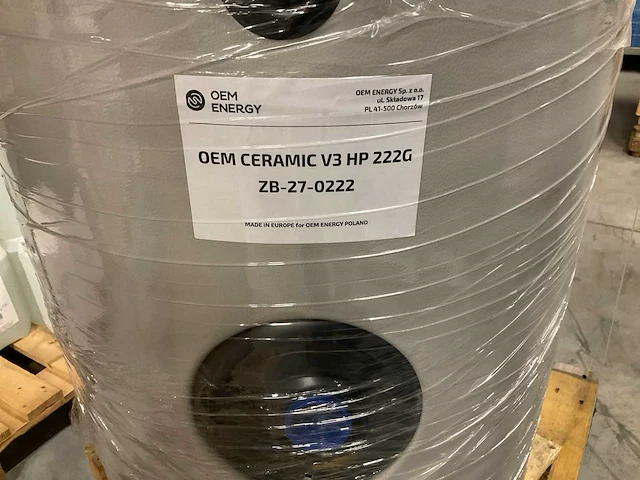 OEM
ENERGY
OEM ENERGY Sp. z o.o.
ul. Składowa 17
PL 41-500 Chorzów
OEM CERAMIC V3 HP 222G
ZB-27-0222
MADE IN EUROPE for OEM ENERGY POLAND